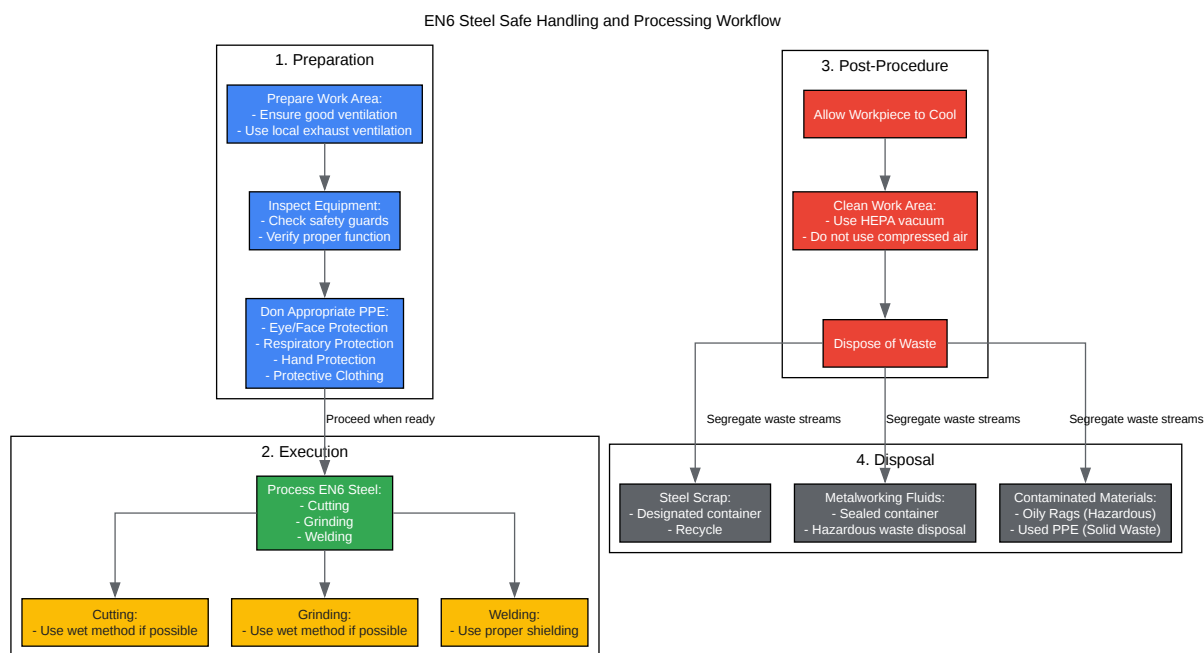 EN6 Steel Safe Handling and Processing Workflow
1. Preparation
Prepare Work Area:
- Ensure good ventilation
- Use local exhaust ventilation
Inspect Equipment:
- Check safety guards
- Verify proper function
Don Appropriate PPE:
- Eye/Face Protection
- Respiratory Protection
- Hand Protection
- Protective Clothing
Proceed when ready
2. Execution
Process EN6 Steel:
- Cutting
- Grinding
- Welding
Cutting:
- Use wet method if possible
Grinding:
- Use wet method if possible
Welding:
- Use proper shielding
3. Post-Procedure
Allow Workpiece to Cool
Clean Work Area:
- Use HEPA vacuum
- Do not use compressed air
Dispose of Waste
Segregate waste streams
Segregate waste streams
Segregate waste streams
4. Disposal
Steel Scrap:
- Designated container
- Recycle
Metalworking Fluids:
- Sealed container
- Hazardous waste disposal
Contaminated Materials:
- Oily Rags (Hazardous)
- Used PPE (Solid Waste)